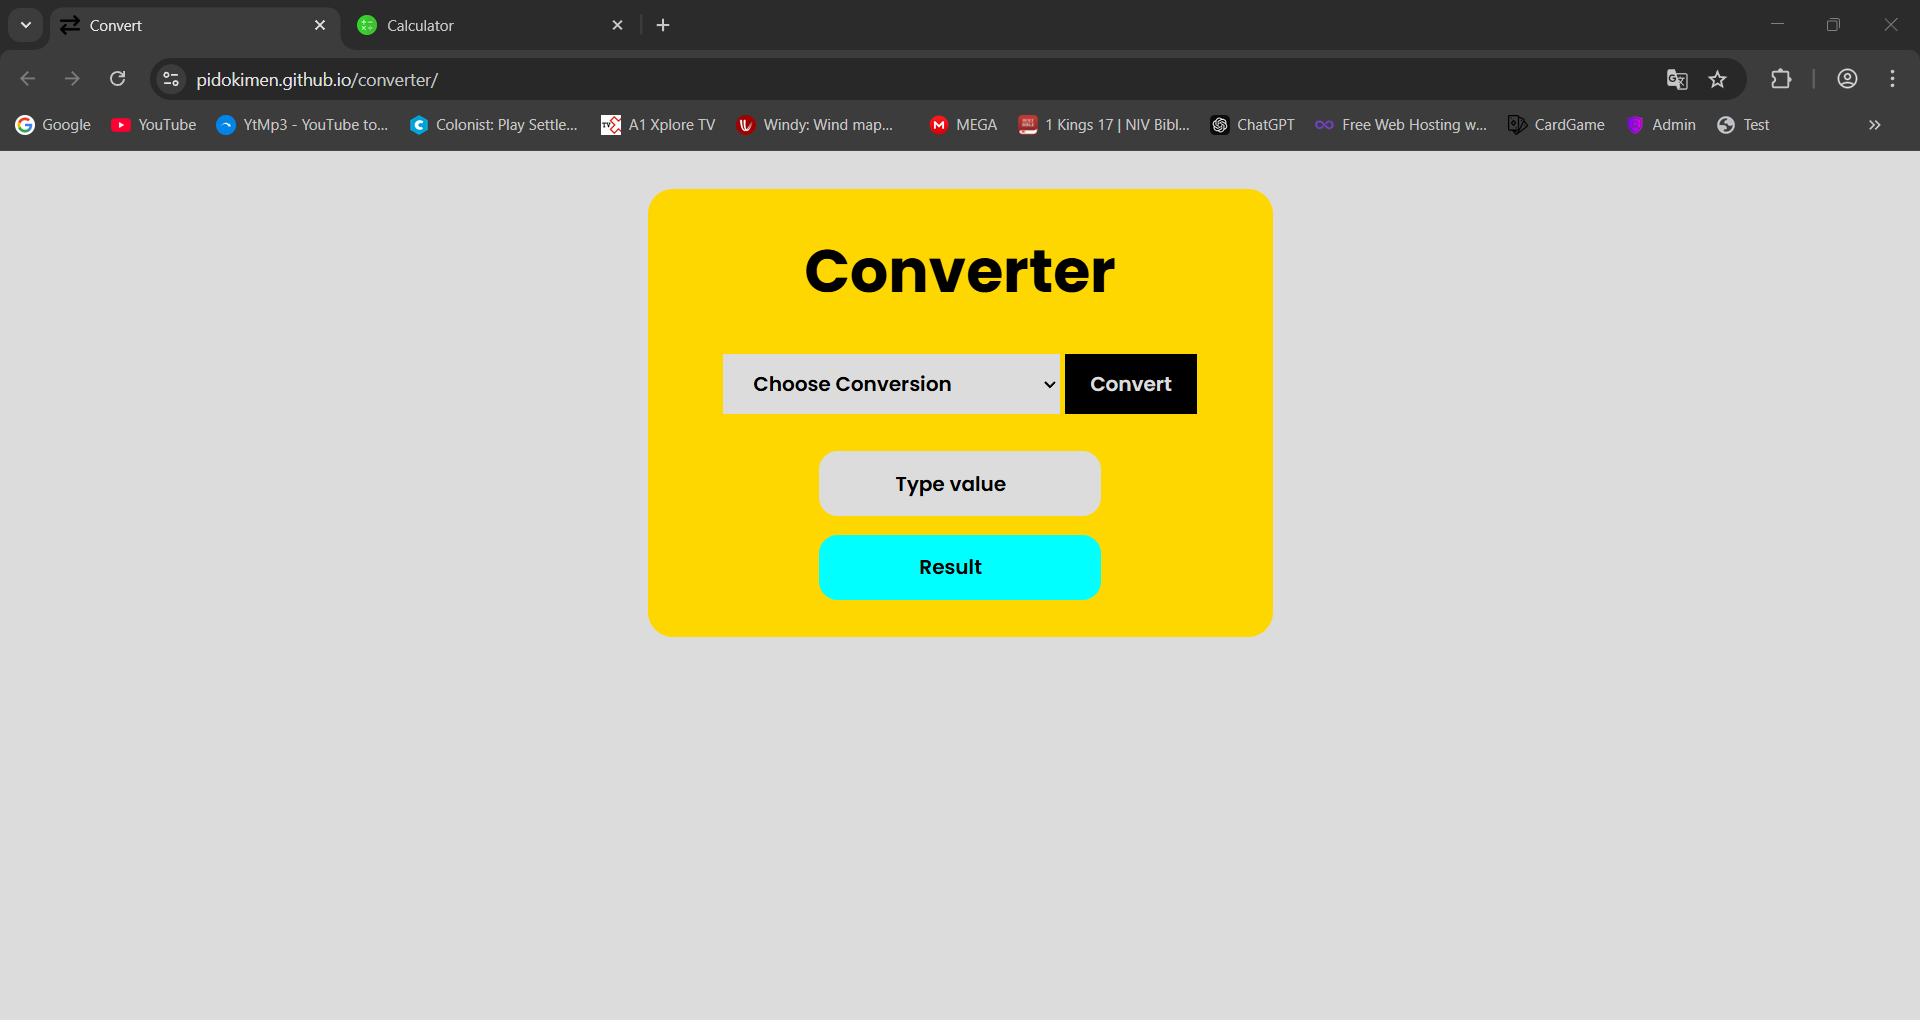 Convert
Calculator
pidokimen.github.io/converter/
Google YouTube YtMp3 - YouTube to... Colonist: Play Settle... A1 Xplore TV Windy: Wind map... MEGA 1 Kings 17 | NIV Bibl... ChatGPT Free Web Hosting w... CardGame Admin Test
Converter
Choose Conversion Convert
Type value
Result